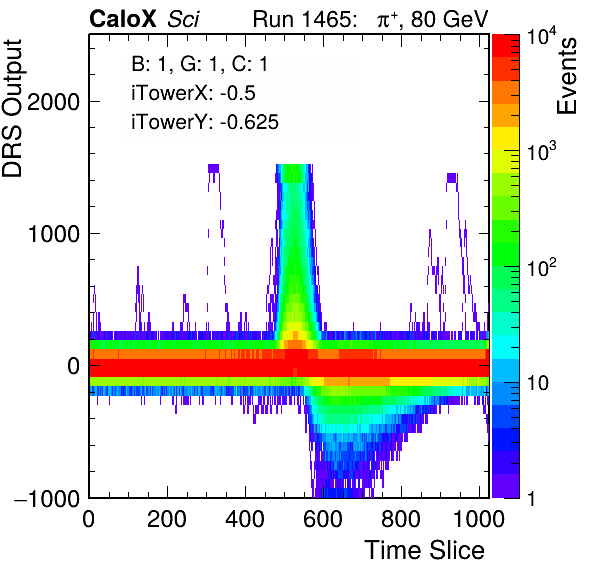 CaloX Sci Run 1465: π⁺, 80 GeV
B: 1, G: 1, C: 1
iTowerX: -0.5
iTowerY: -0.625
DRS Output
2000
1000
0
−1000
0 200 400 600 800 1000
Time Slice
Events
10⁴
10³
10²
10
1